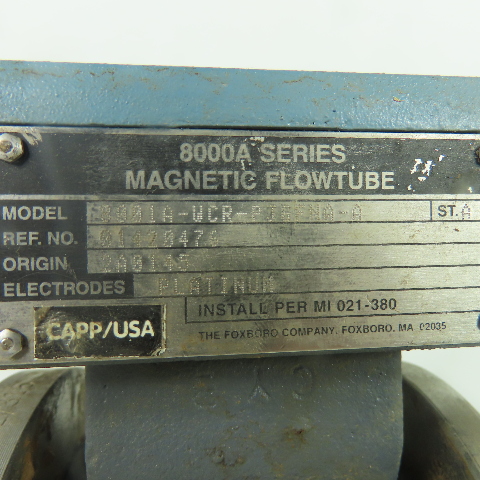 8000A SERIES
MAGNETIC FLOWTUBE
MODEL ST. A
REF. NO.
ORIGIN 2A0145
ELECTRODES PLATINUM
INSTALL PER MI 021-380
CAPP/USA
THE FOXBORO COMPANY, FOXBORO, MA 02035